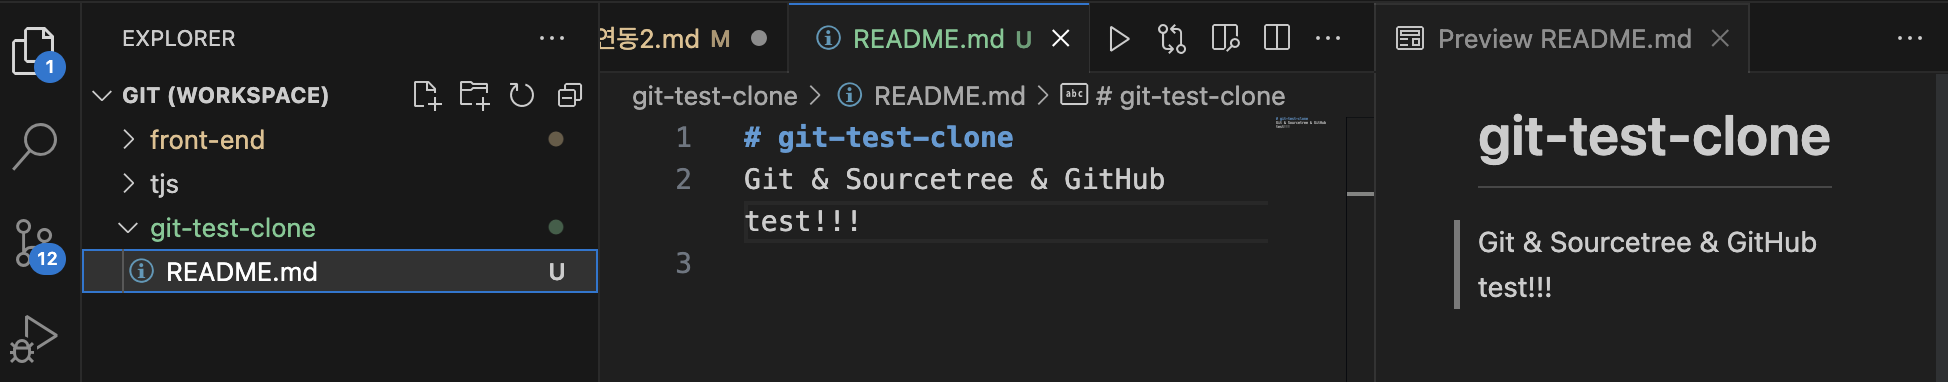 EXPLORER
GIT (WORKSPACE)
front-end
tjs
git-test-clone
README.md U
1
12
연동2.md M
README.md U
git-test-clone > README.md > # git-test-clone
1 # git-test-clone
2 Git & Sourcetree & GitHub
test!!!
3
Preview README.md
git-test-clone
Git & Sourcetree & GitHub
test!!!